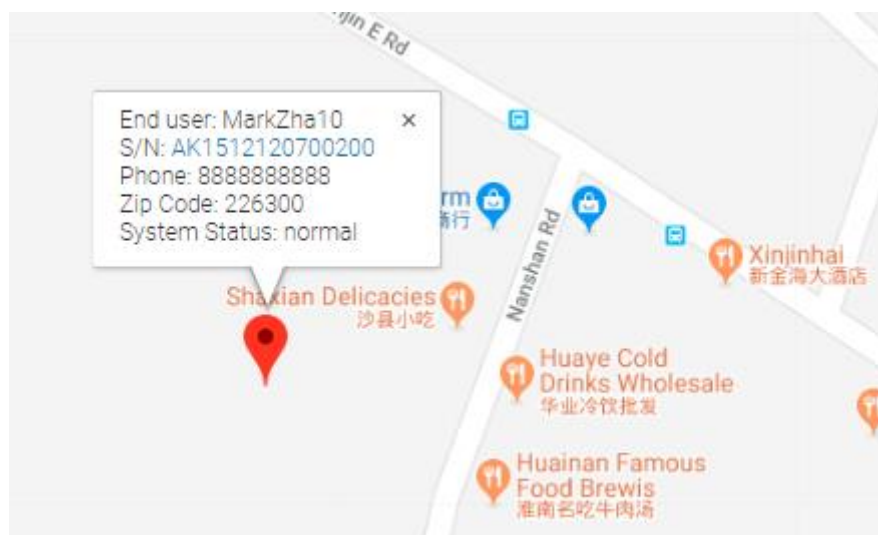 E Rd
End user: MarkZha10 ×
S/N: AK1512120700200
Phone: 8888888888
Zip Code: 226300
System Status: normal
Nanshan Rd
Xinjinhai
新金海大酒店
Shaxian Delicacies
沙县小吃
Huaye Cold
Drinks Wholesale
华业冷饮批发
Huainan Famous
Food Brewis
淮南名吃牛肉汤